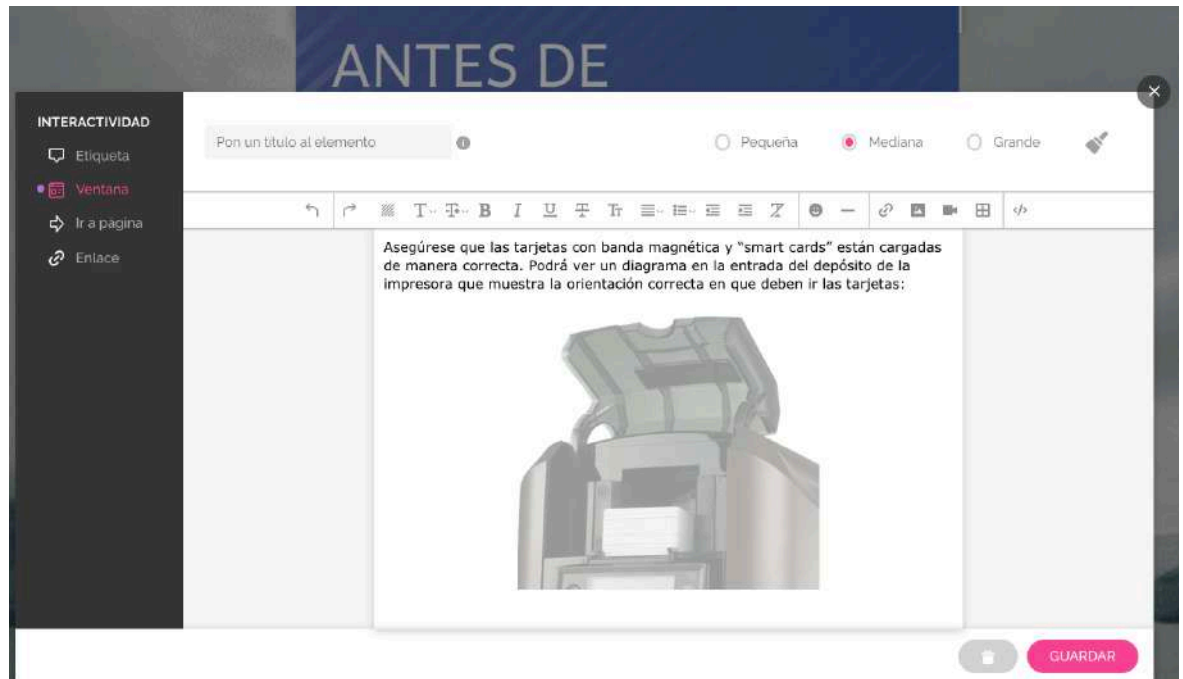 ANTES DE
INTERACTIVIDAD
Etiqueta
Ventana
Ir a página
Enlace
Pon un título al elemento
Pequeña
Mediana
Grande
Asegúrese que las tarjetas con banda magnética y "smart cards" están cargadas
de manera correcta. Podrá ver un diagrama en la entrada del depósito de la
impresora que muestra la orientación correcta en que deben ir las tarjetas:
GUARDAR